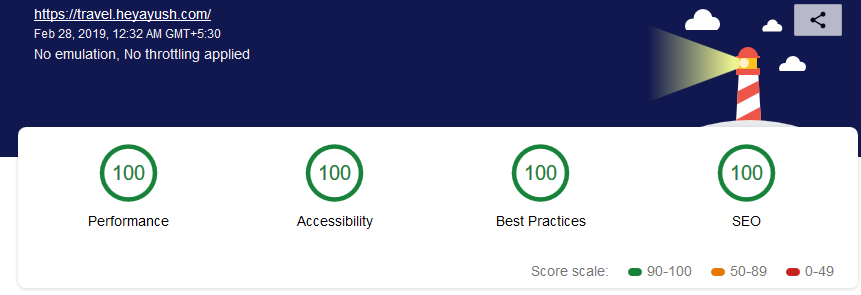 https://travel.heyayush.com/
Feb 28, 2019, 12:32 AM GMT+5:30
No emulation, No throttling applied
100 100 100 100
Performance Accessibility Best Practices SEO
Score scale: 90-100 50-89 0-49